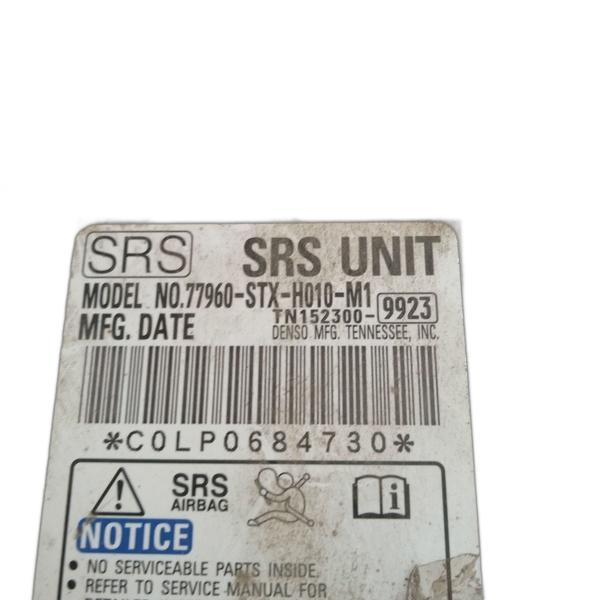 SRS SRS UNIT
MODEL NO.77960-STX-H010-M1
TN152300-9923
MFG. DATE DENSO MFG. TENNESSEE, INC.
*C0LP0684730*
SRS
AIRBAG
i
NOTICE
• NO SERVICEABLE PARTS INSIDE.
• REFER TO SERVICE MANUAL FOR